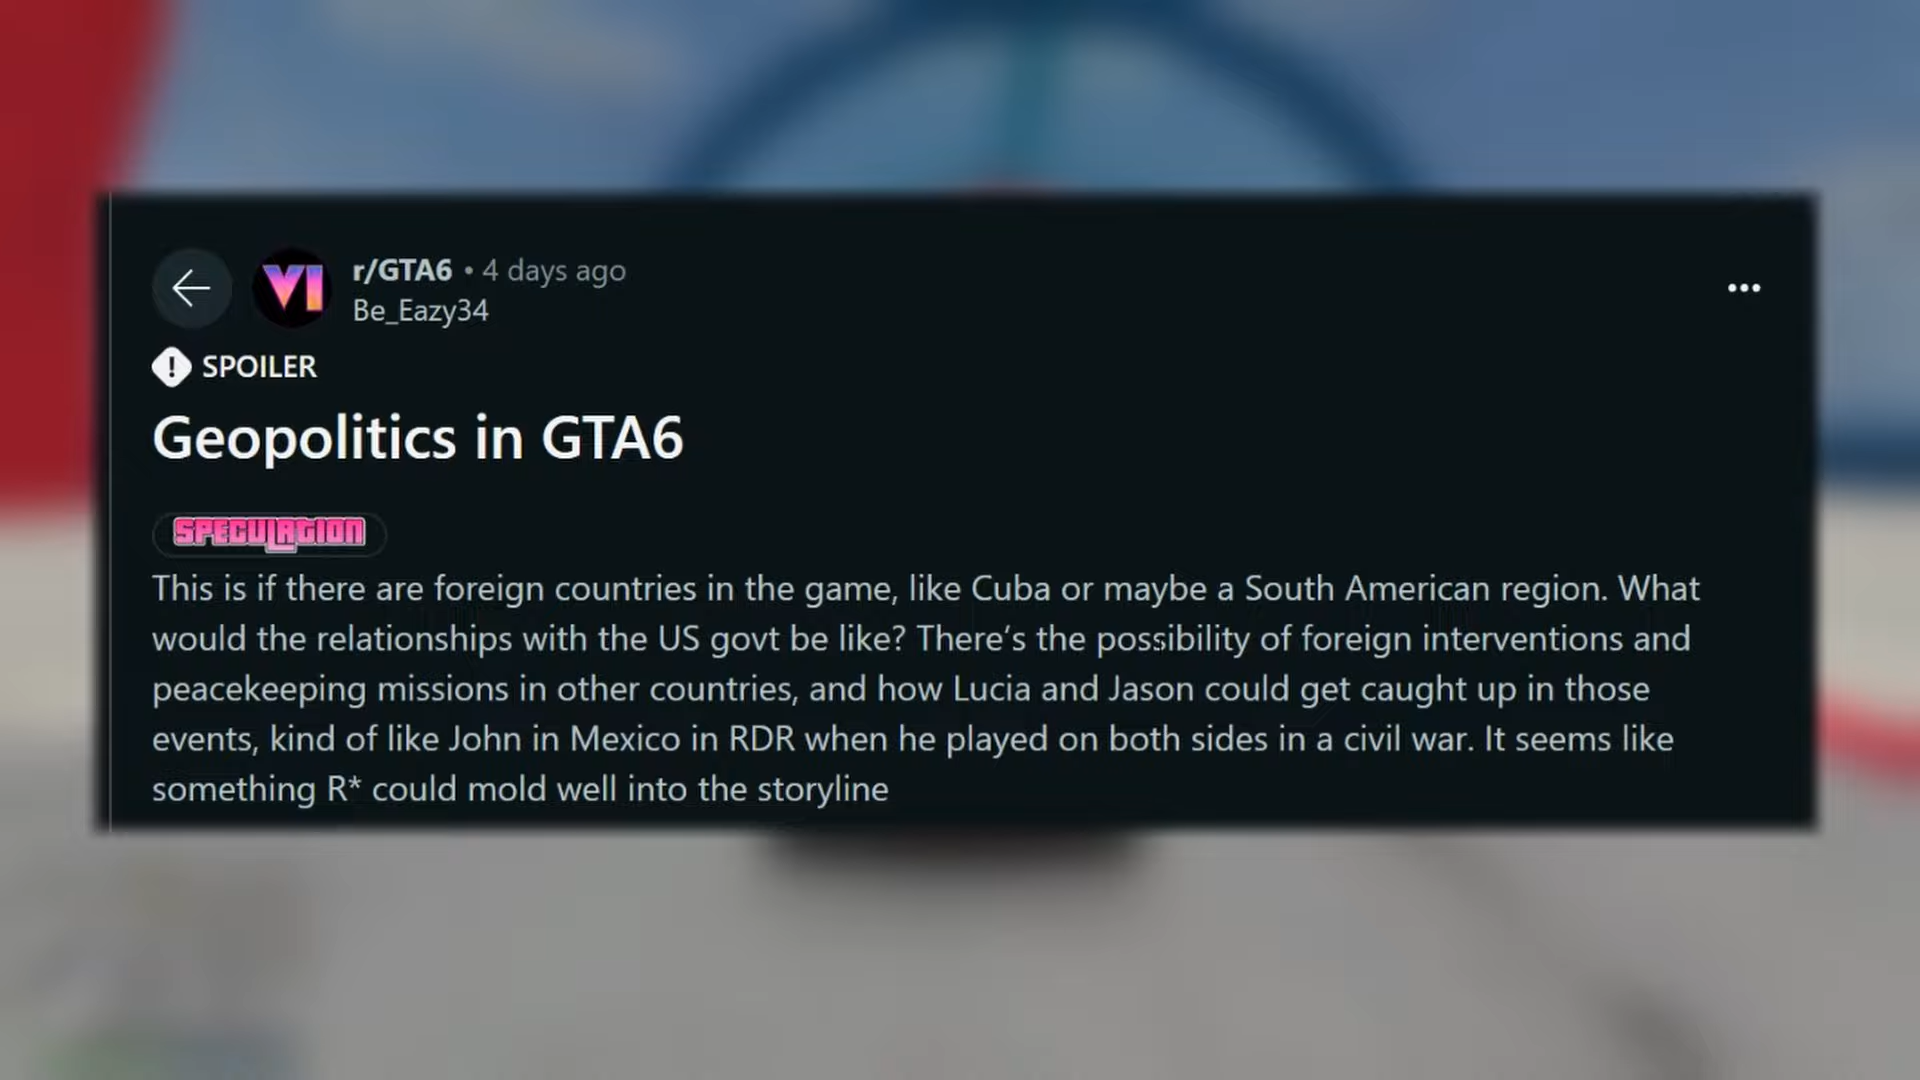 VI
r/GTA6 • 4 days ago
Be_Eazy34
! SPOILER
Geopolitics in GTA6
SPECULATION
This is if there are foreign countries in the game, like Cuba or maybe a South American region. What
would the relationships with the US govt be like? There’s the possibility of foreign interventions and
peacekeeping missions in other countries, and how Lucia and Jason could get caught up in those
events, kind of like John in Mexico in RDR when he played on both sides in a civil war. It seems like
something R* could mold well into the storyline